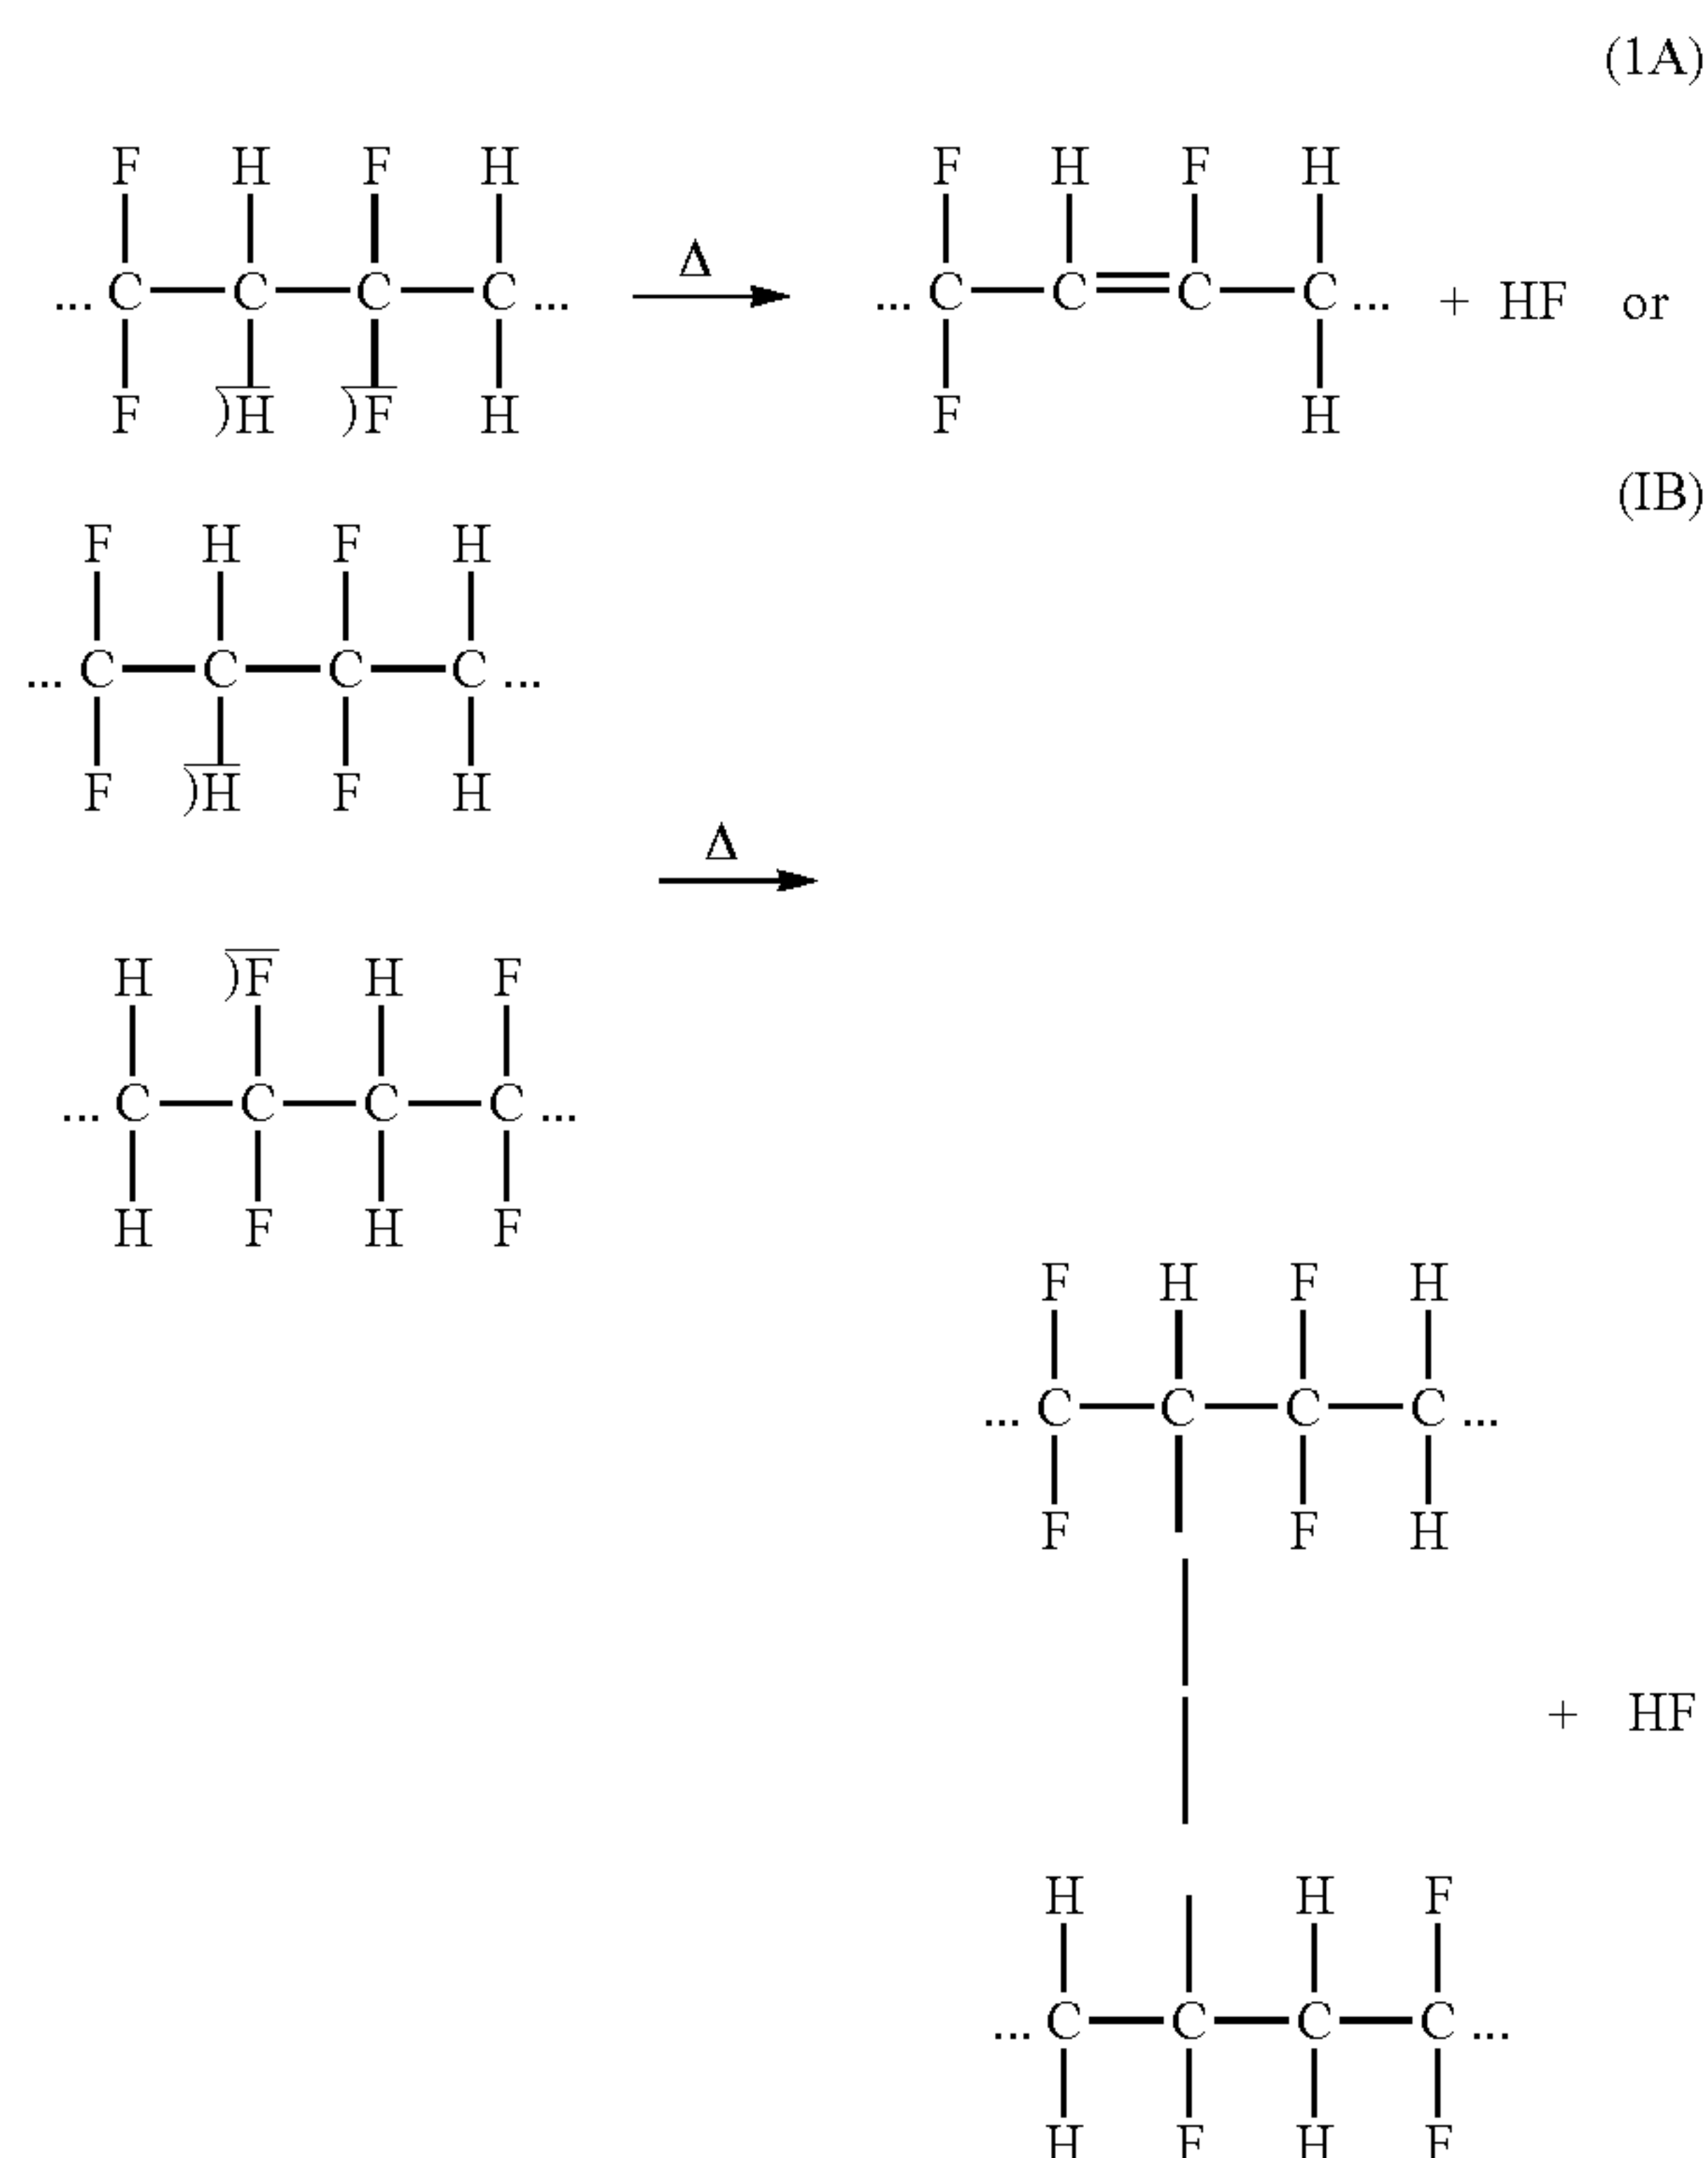 (1A)
F H F H F H F H
Δ
... C C C C ... ... C C C C ... + HF or
F H F H F H
(IB)
F H F H
... C C C C ...
F H F H
Δ
H F H F
... C C C C ...
H F H F
F H F H
... C C C C ...
F F H
+ HF
H H F
... C C C C ...
H F H F